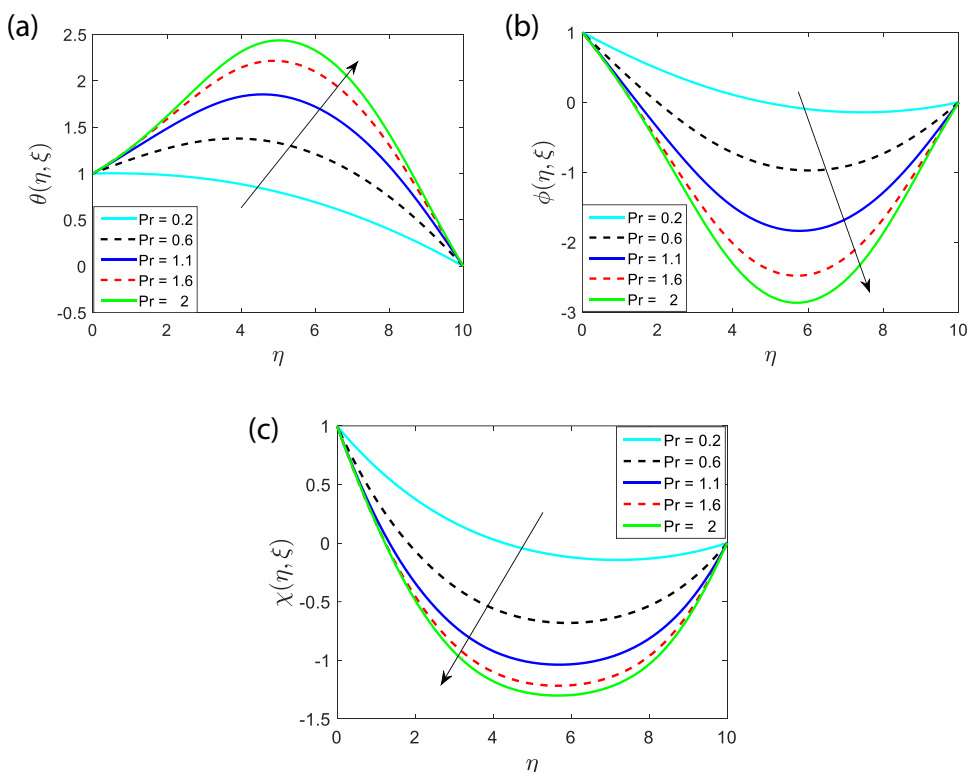 (a)
2.5
2
1.5
1
0.5
0
-0.5
θ(η, ξ)
Pr = 0.2
Pr = 0.6
Pr = 1.1
Pr = 1.6
Pr = 2
0 2 4 6 8 10
η
(b)
1
0
-1
-2
-3
ϕ(η, ξ)
Pr = 0.2
Pr = 0.6
Pr = 1.1
Pr = 1.6
Pr = 2
0 2 4 6 8 10
η
(c)
1
0.5
0
-0.5
-1
-1.5
χ(η, ξ)
Pr = 0.2
Pr = 0.6
Pr = 1.1
Pr = 1.6
Pr = 2
0 2 4 6 8 10
η